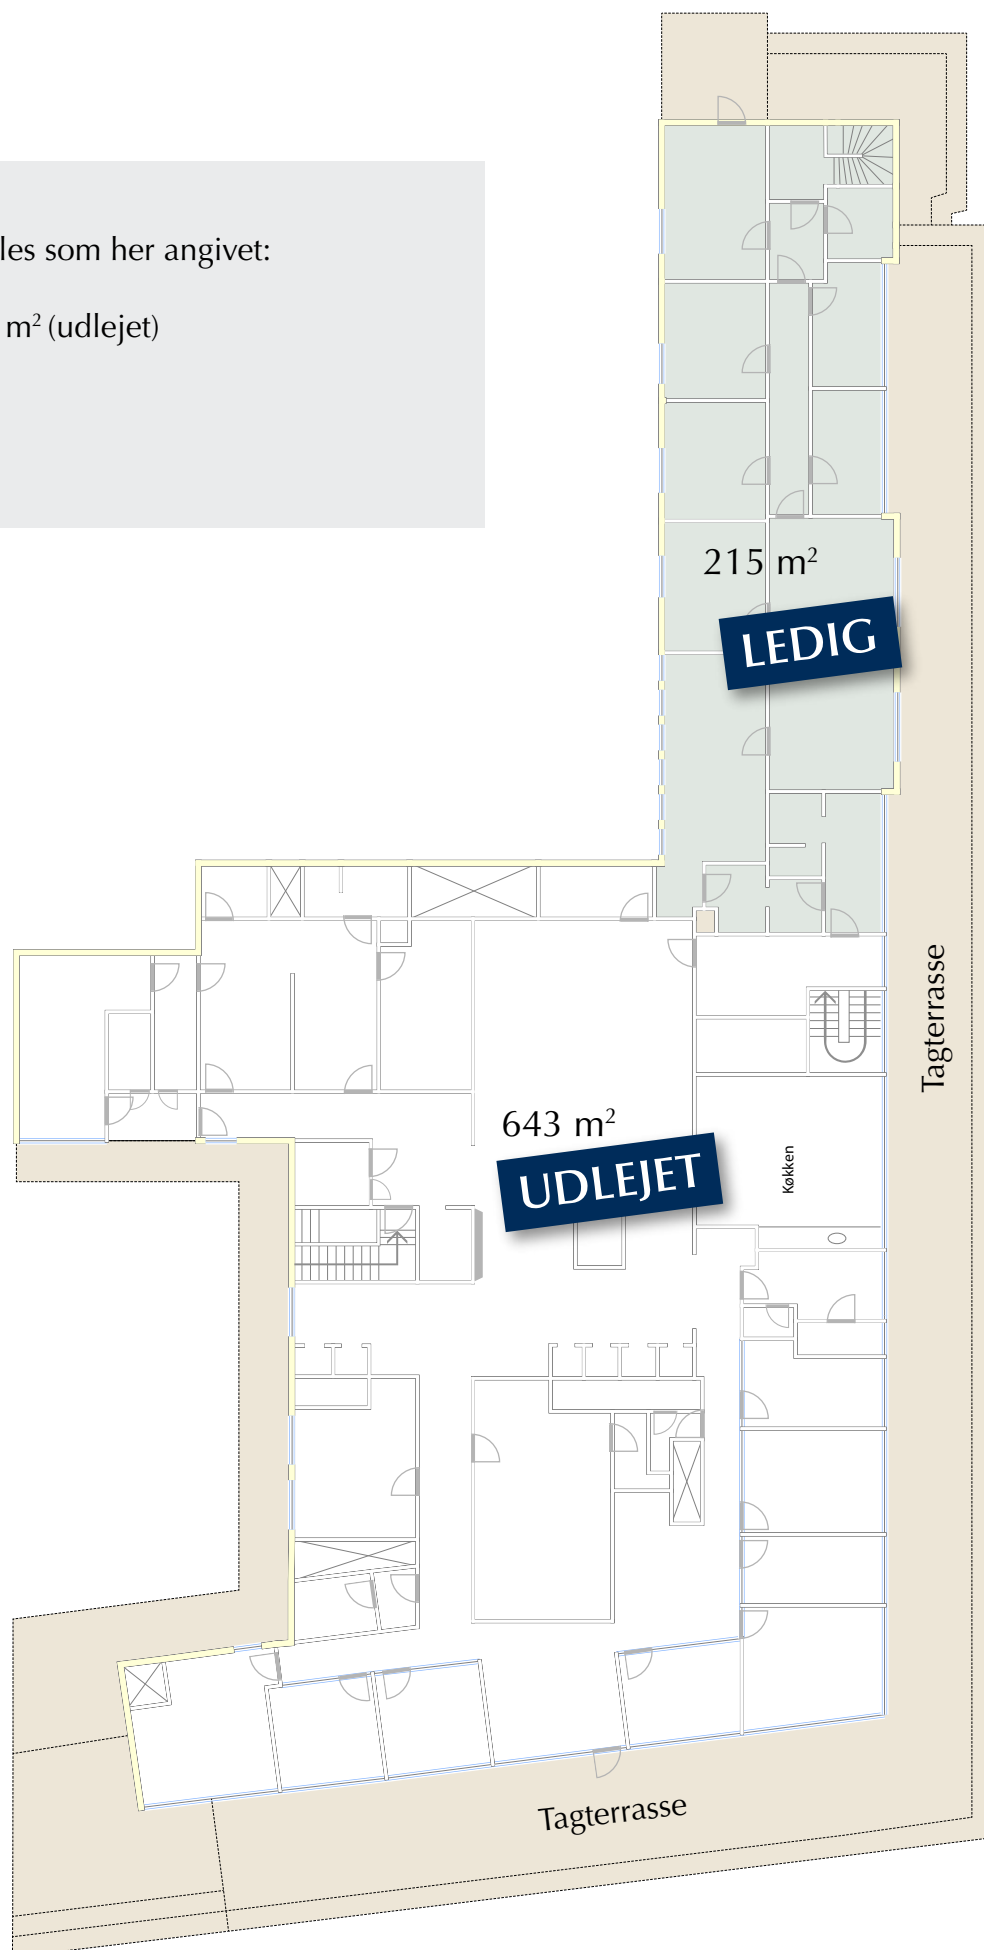 les som her angivet:
m² (udlejet)
215 m²
LEDIG
Tagterrasse
643 m²
UDLEJET
Køkken
Tagterrasse